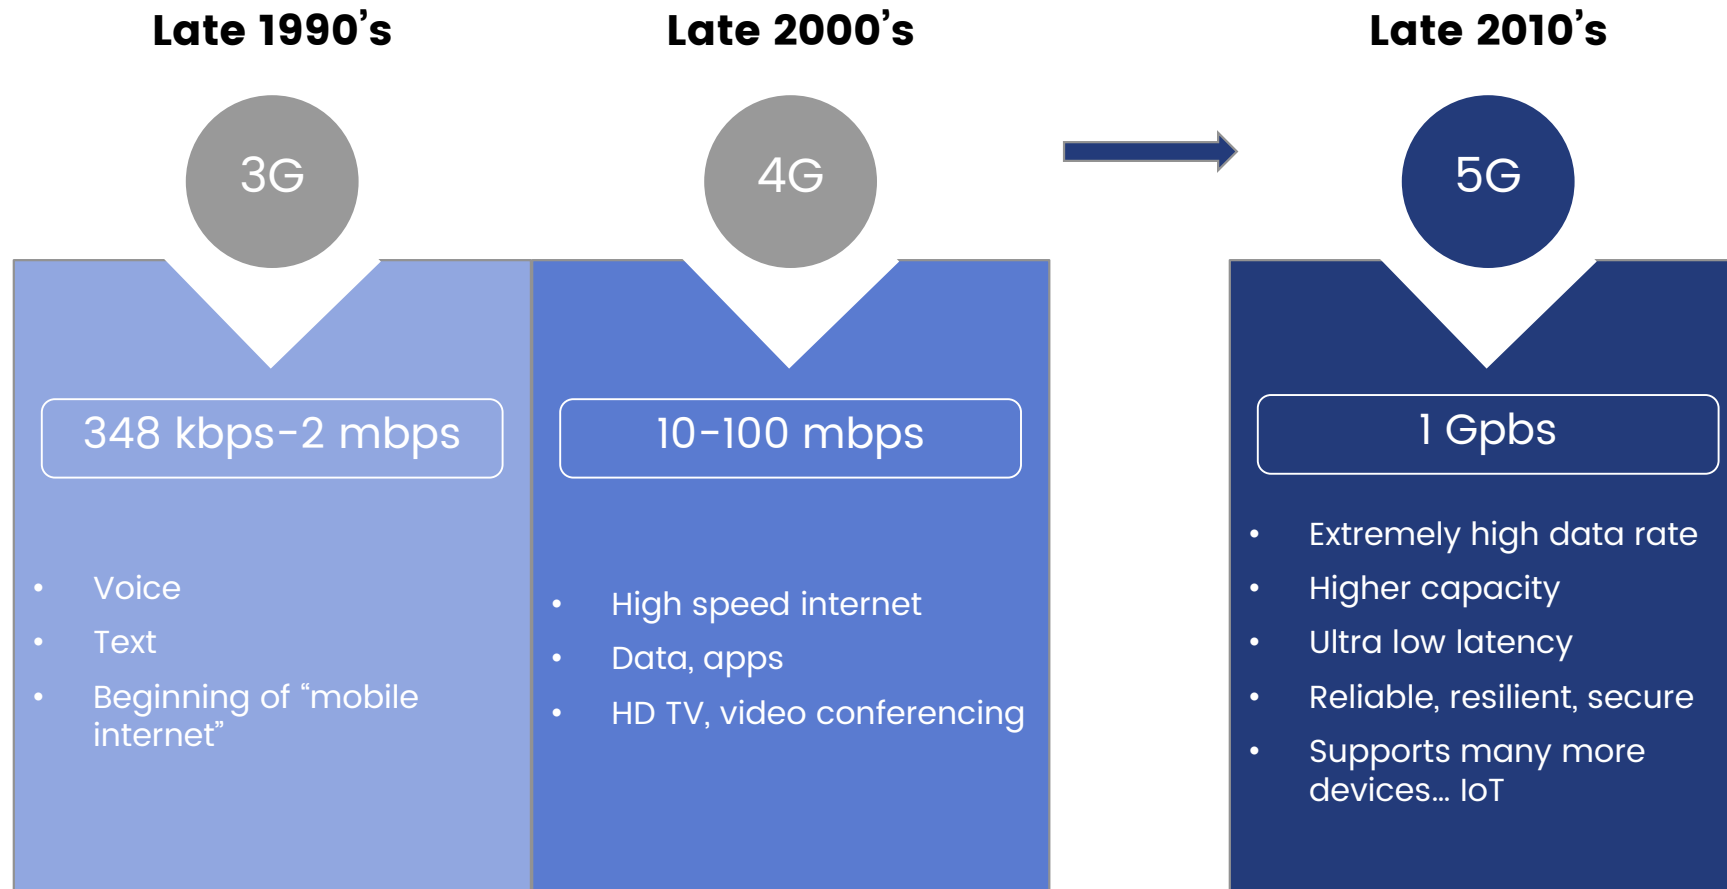 Late 1990’s
3G
348 kbps-2 mbps
• Voice
• Text
• Beginning of “mobile
internet”
Late 2000’s
4G
10-100 mbps
• High speed internet
• Data, apps
• HD TV, video conferencing
Late 2010’s
5G
1 Gpbs
• Extremely high data rate
• Higher capacity
• Ultra low latency
• Reliable, resilient, secure
• Supports many more
devices... IoT